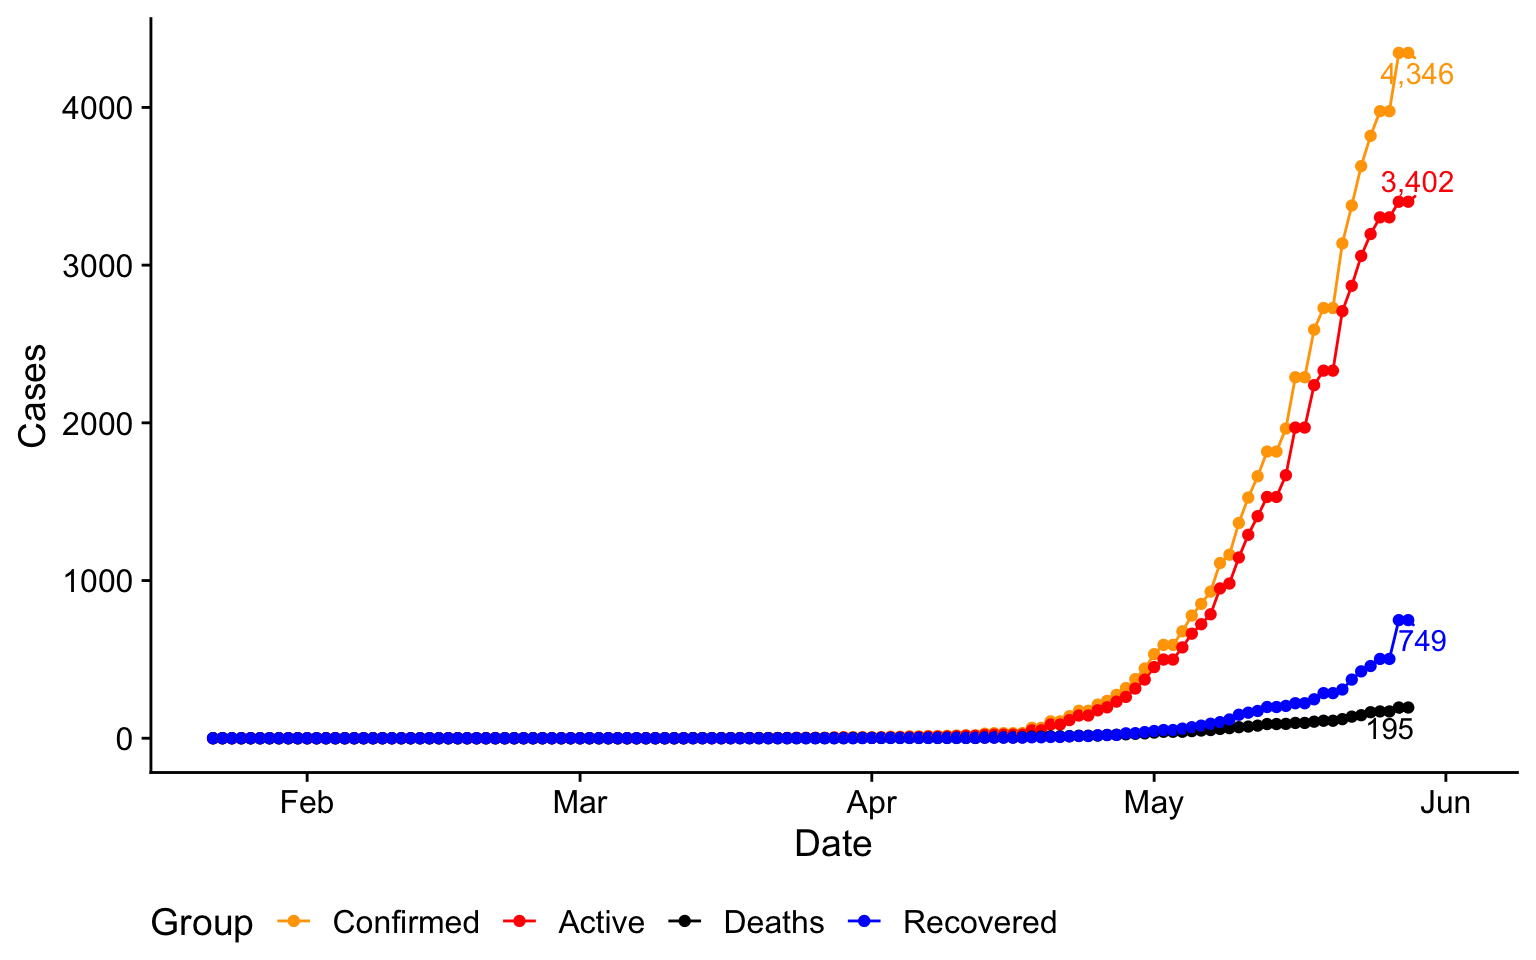 4,346
4000
3,402
3000
Cases
2000
1000
749
195
0
Feb Mar Apr May Jun
Date
Group Confirmed Active Deaths Recovered